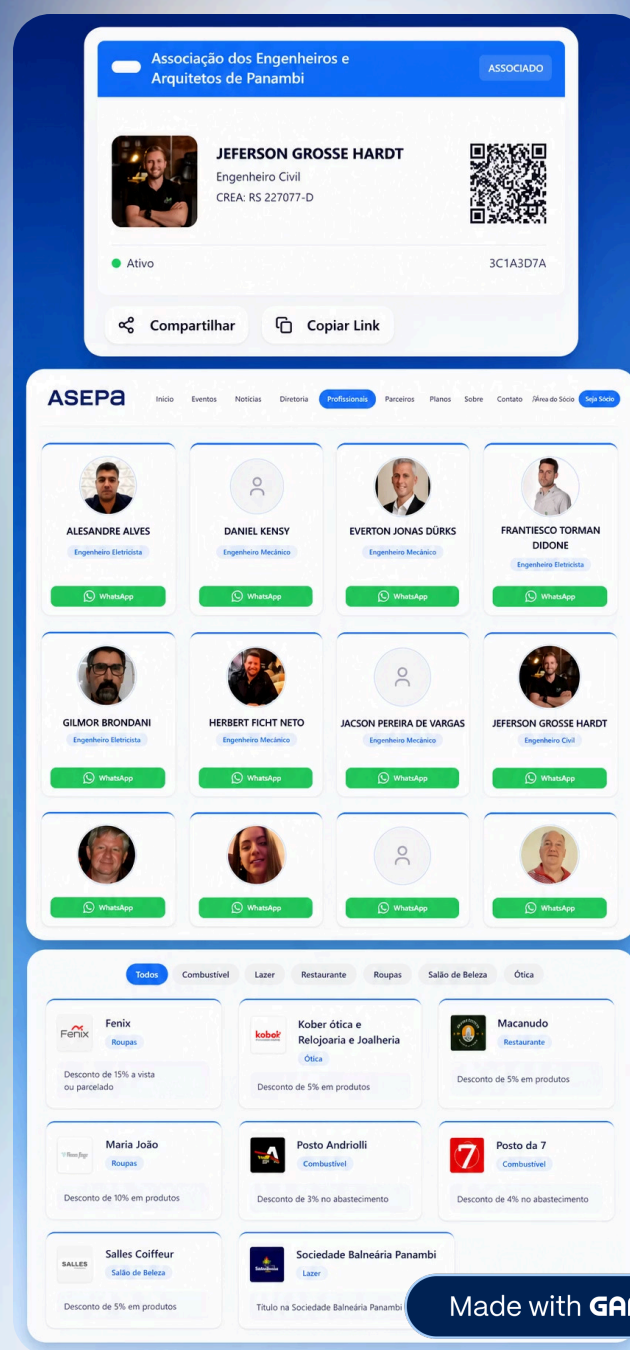 Associação dos Engenheiros e
Arquitetos de Panambi
ASSOCIADO
JEFERSON GROSSE HARDT
Engenheiro Civil
CREA: RS 227077-D
Ativo
3C1A3D7A
Compartilhar
Copiar Link
ASEPA
Início
Eventos
Notícias
Diretoria
Profissionais
Parceiros
Planos
Sobre
Contato
Área do Sócio
Seja Sócio
ALESANDRE ALVES
Engenheiro Eletricista
WhatsApp
DANIEL KENSY
Engenheiro Mecânico
WhatsApp
EVERTON JONAS DÜRKS
Engenheiro Mecânico
WhatsApp
FRANTIESCO TORMAN
DIDONE
Engenheiro Eletricista
WhatsApp
GILMOR BRONDANI
Engenheiro Eletricista
WhatsApp
HERBERT FICHT NETO
Engenheiro Mecânico
WhatsApp
JACSON PEREIRA DE VARGAS
Engenheiro Mecânico
WhatsApp
JEFERSON GROSSE HARDT
Engenheiro Civil
WhatsApp
WhatsApp
WhatsApp
WhatsApp
WhatsApp
Todos
Combustível
Lazer
Restaurante
Roupas
Salão de Beleza
Ótica
Fenix
Fenix
Roupas
Desconto de 15% a vista
ou parcelado
kober
Kober ótica e
Relojoaria e Joalheria
Ótica
Desconto de 5% em produtos
Macanudo
Restaurante
Desconto de 5% em produtos
Maria João
Roupas
Desconto de 10% em produtos
Posto Andriolli
Combustível
Desconto de 3% no abastecimento
7
Posto da 7
Combustível
Desconto de 4% no abastecimento
SALLES
Salles Coiffeur
Salão de Beleza
Desconto de 5% em produtos
Sociedade Balneária Panambi
Lazer
Título na Sociedade Balneária Panambi
Made with GA